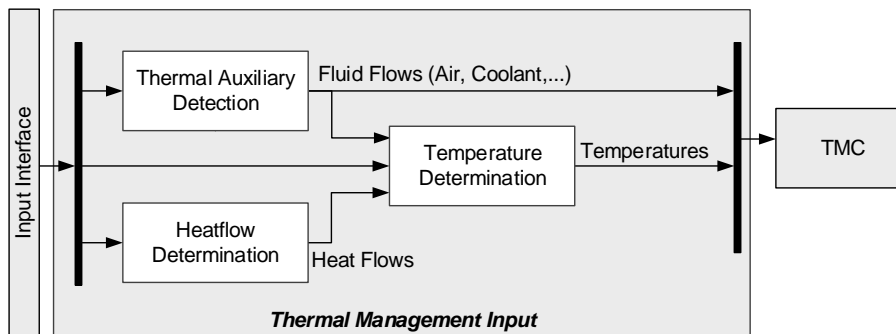 Input Interface
Thermal Auxiliary
Detection
Fluid Flows (Air, Coolant,...)
Temperature
Determination
Temperatures
TMC
Heatflow
Determination
Heat Flows
Thermal Management Input